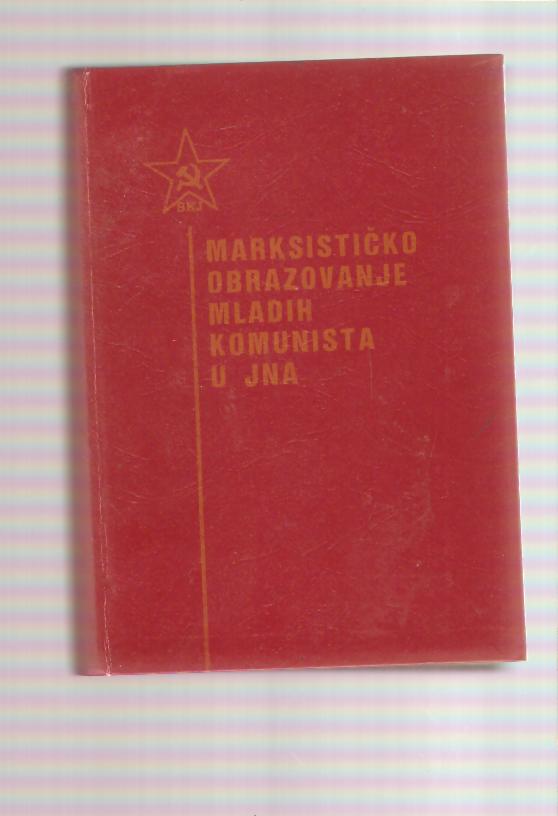 SKJ
MARKSISTIČKO
OBRAZOVANJE
MLADIH
KOMUNISTA
U JNA